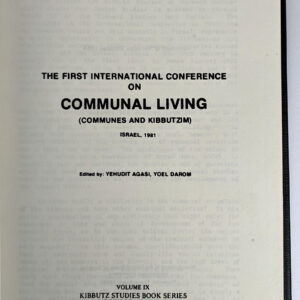 THE FIRST INTERNATIONAL CONFERENCE
ON
COMMUNAL LIVING
(COMMUNES AND KIBBUTZIM)
ISRAEL, 1981
Edited by: YEHUDIT AGASI, YOEL DAROM
VOLUME IX
KIBBUTZ STUDIES BOOK SERIES